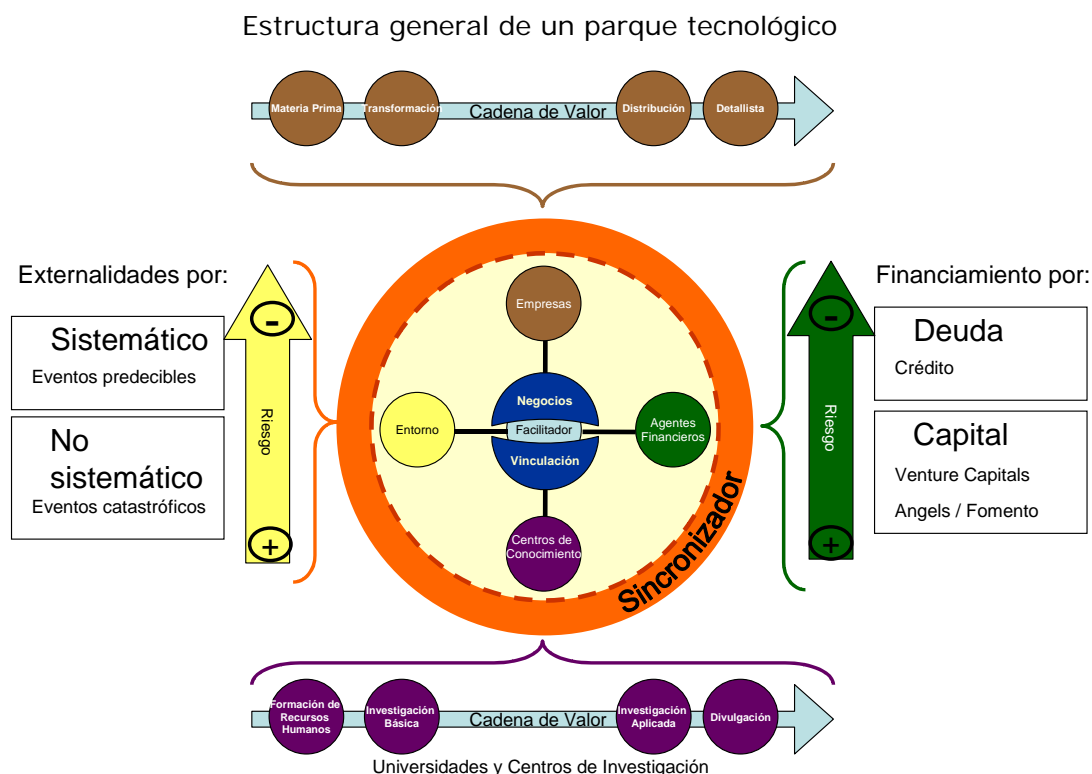 Estructura general de un parque tecnológico
Materia Prima
Transformación
Cadena de Valor
Distribución
Detallista
Externalidades por:
Sistemático
Eventos predecibles
No
sistemático
Eventos catastróficos
-
Riesgo
+
Empresas
Entorno
Negocios
Facilitador
Vinculación
Agentes
Financieros
Centros de
Conocimiento
Sincronizador
Financiamiento por:
-
Riesgo
+
Deuda
Crédito
Capital
Venture Capitals
Angels / Fomento
Formación de
Recursos
Humanos
Investigación
Básica
Cadena de Valor
Investigación
Aplicada
Divulgación
Universidades y Centros de Investigación